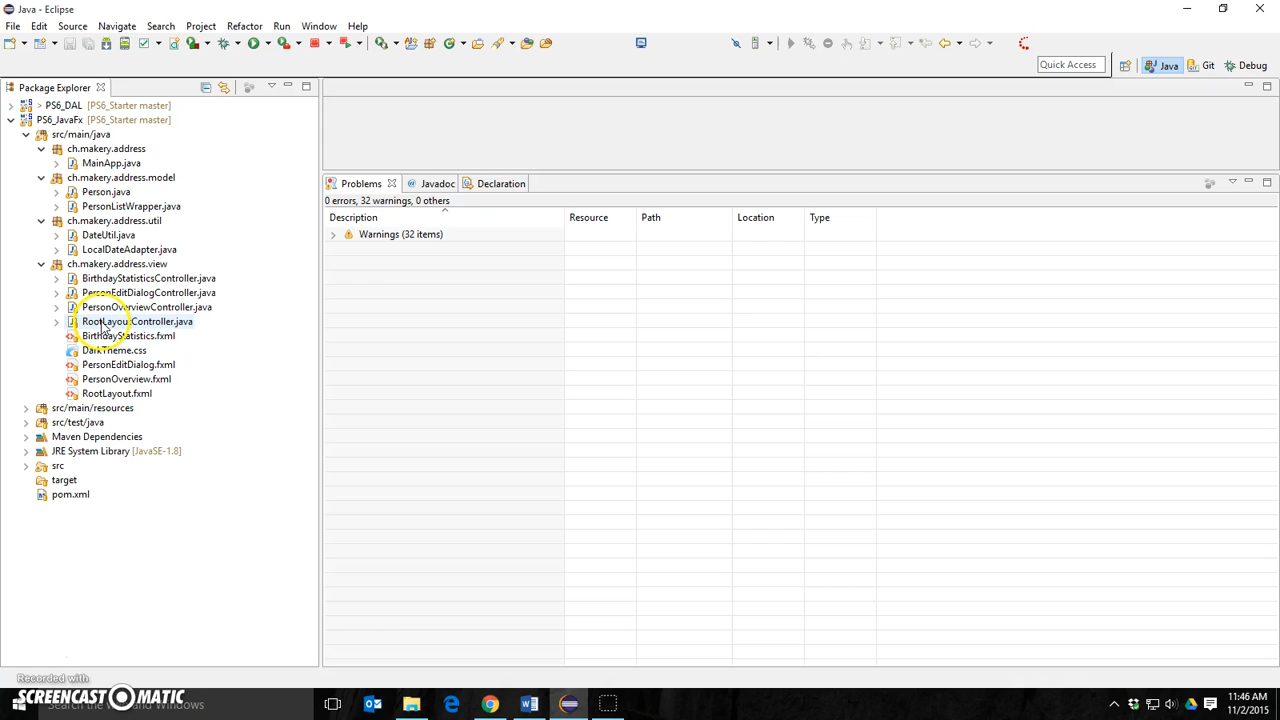 Java - Eclipse
File Edit Source Navigate Search Project Refactor Run Window Help
Quick Access Java Git Debug
Package Explorer
> PS6_DAL [PS6_Starter master]
PS6_JavaFx [PS6_Starter master]
src/main/java
ch.makery.address
MainApp.java
ch.makery.address.model
Person.java
PersonListWrapper.java
ch.makery.address.util
DateUtil.java
LocalDateAdapter.java
ch.makery.address.view
BirthdayStatisticsController.java
PersonEditDialogController.java
PersonOverviewController.java
RootLayoutController.java
BirthdayStatistics.fxml
DarkTheme.css
PersonEditDialog.fxml
PersonOverview.fxml
RootLayout.fxml
src/main/resources
src/test/java
Maven Dependencies
JRE System Library [JavaSE-1.8]
src
target
pom.xml
Problems @ Javadoc Declaration
0 errors, 32 warnings, 0 others
Description Resource Path Location Type
Warnings (32 items)
Recorded with
SCREENCAST MATIC
Search the web and Windows
11:46 AM
11/2/2015